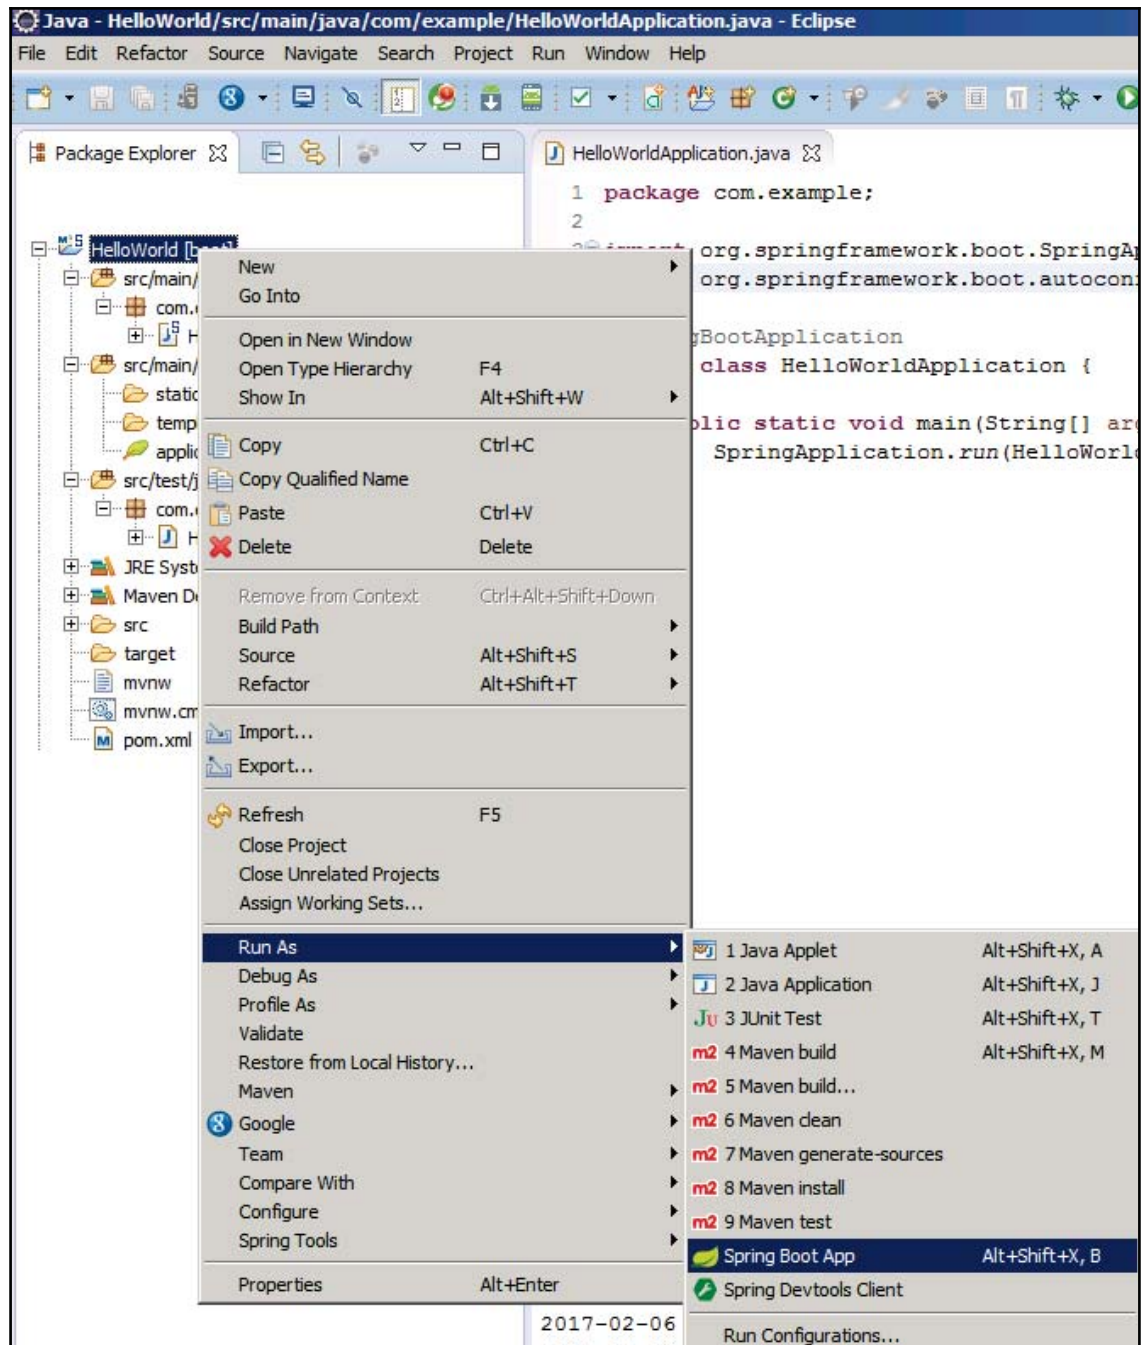 Java - HelloWorld/src/main/java/com/example/HelloWorldApplication.java - Eclipse
File Edit Refactor Source Navigate Search Project Run Window Help
Package Explorer
HelloWorld [boot]
src/main/
com.
H
src/main/
static
temp
applic
src/test/j
com.
H
JRE Syst
Maven D
src
target
mvnw
mvnw.cm
pom.xml
HelloWorldApplication.java
1 package com.example;
2
import org.springframework.boot.SpringAp
org.springframework.boot.autocon
gBootApplication
class HelloWorldApplication {
blic static void main(String[] arg
SpringApplication.run(HelloWorl
New
Go Into
Open in New Window
Open Type Hierarchy F4
Show In Alt+Shift+W
Copy Ctrl+C
Copy Qualified Name
Paste Ctrl+V
Delete Delete
Remove from Context Ctrl+Alt+Shift+Down
Build Path
Source Alt+Shift+S
Refactor Alt+Shift+T
Import...
Export...
Refresh F5
Close Project
Close Unrelated Projects
Assign Working Sets...
Run As
Debug As
Profile As
Validate
Restore from Local History...
Maven
Google
Team
Compare With
Configure
Spring Tools
Properties Alt+Enter
1 Java Applet Alt+Shift+X, A
2 Java Application Alt+Shift+X, J
3 JUnit Test Alt+Shift+X, T
4 Maven build Alt+Shift+X, M
5 Maven build...
6 Maven clean
7 Maven generate-sources
8 Maven install
9 Maven test
Spring Boot App Alt+Shift+X, B
Spring Devtools Client
Run Configurations...
2017-02-06